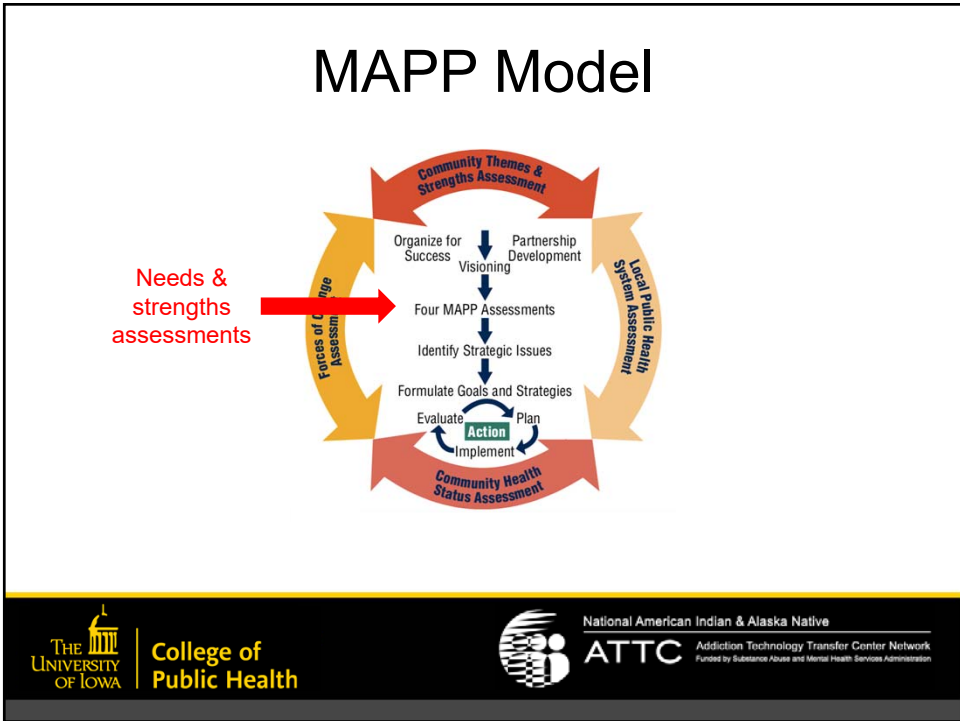 MAPP Model
Community Themes &
Strengths Assessment
Organize for
Success
Partnership
Development
Visioning
Needs &
strengths
assessments
Forces of
nge
Local Public Health
System Assessment
Four MAPP Assessments
Identify Strategic Issues
Formulate Goals and Strategies
Evaluate
Plan
Action
Implement
Community Health
Status Assessment
THE
UNIVERSITY
OF IOWA
College of
Public Health
National American Indian & Alaska Native
ATTC
Addiction Technology Transfer Center Network
Funded by Substance Abuse and Mental Health Services Administration